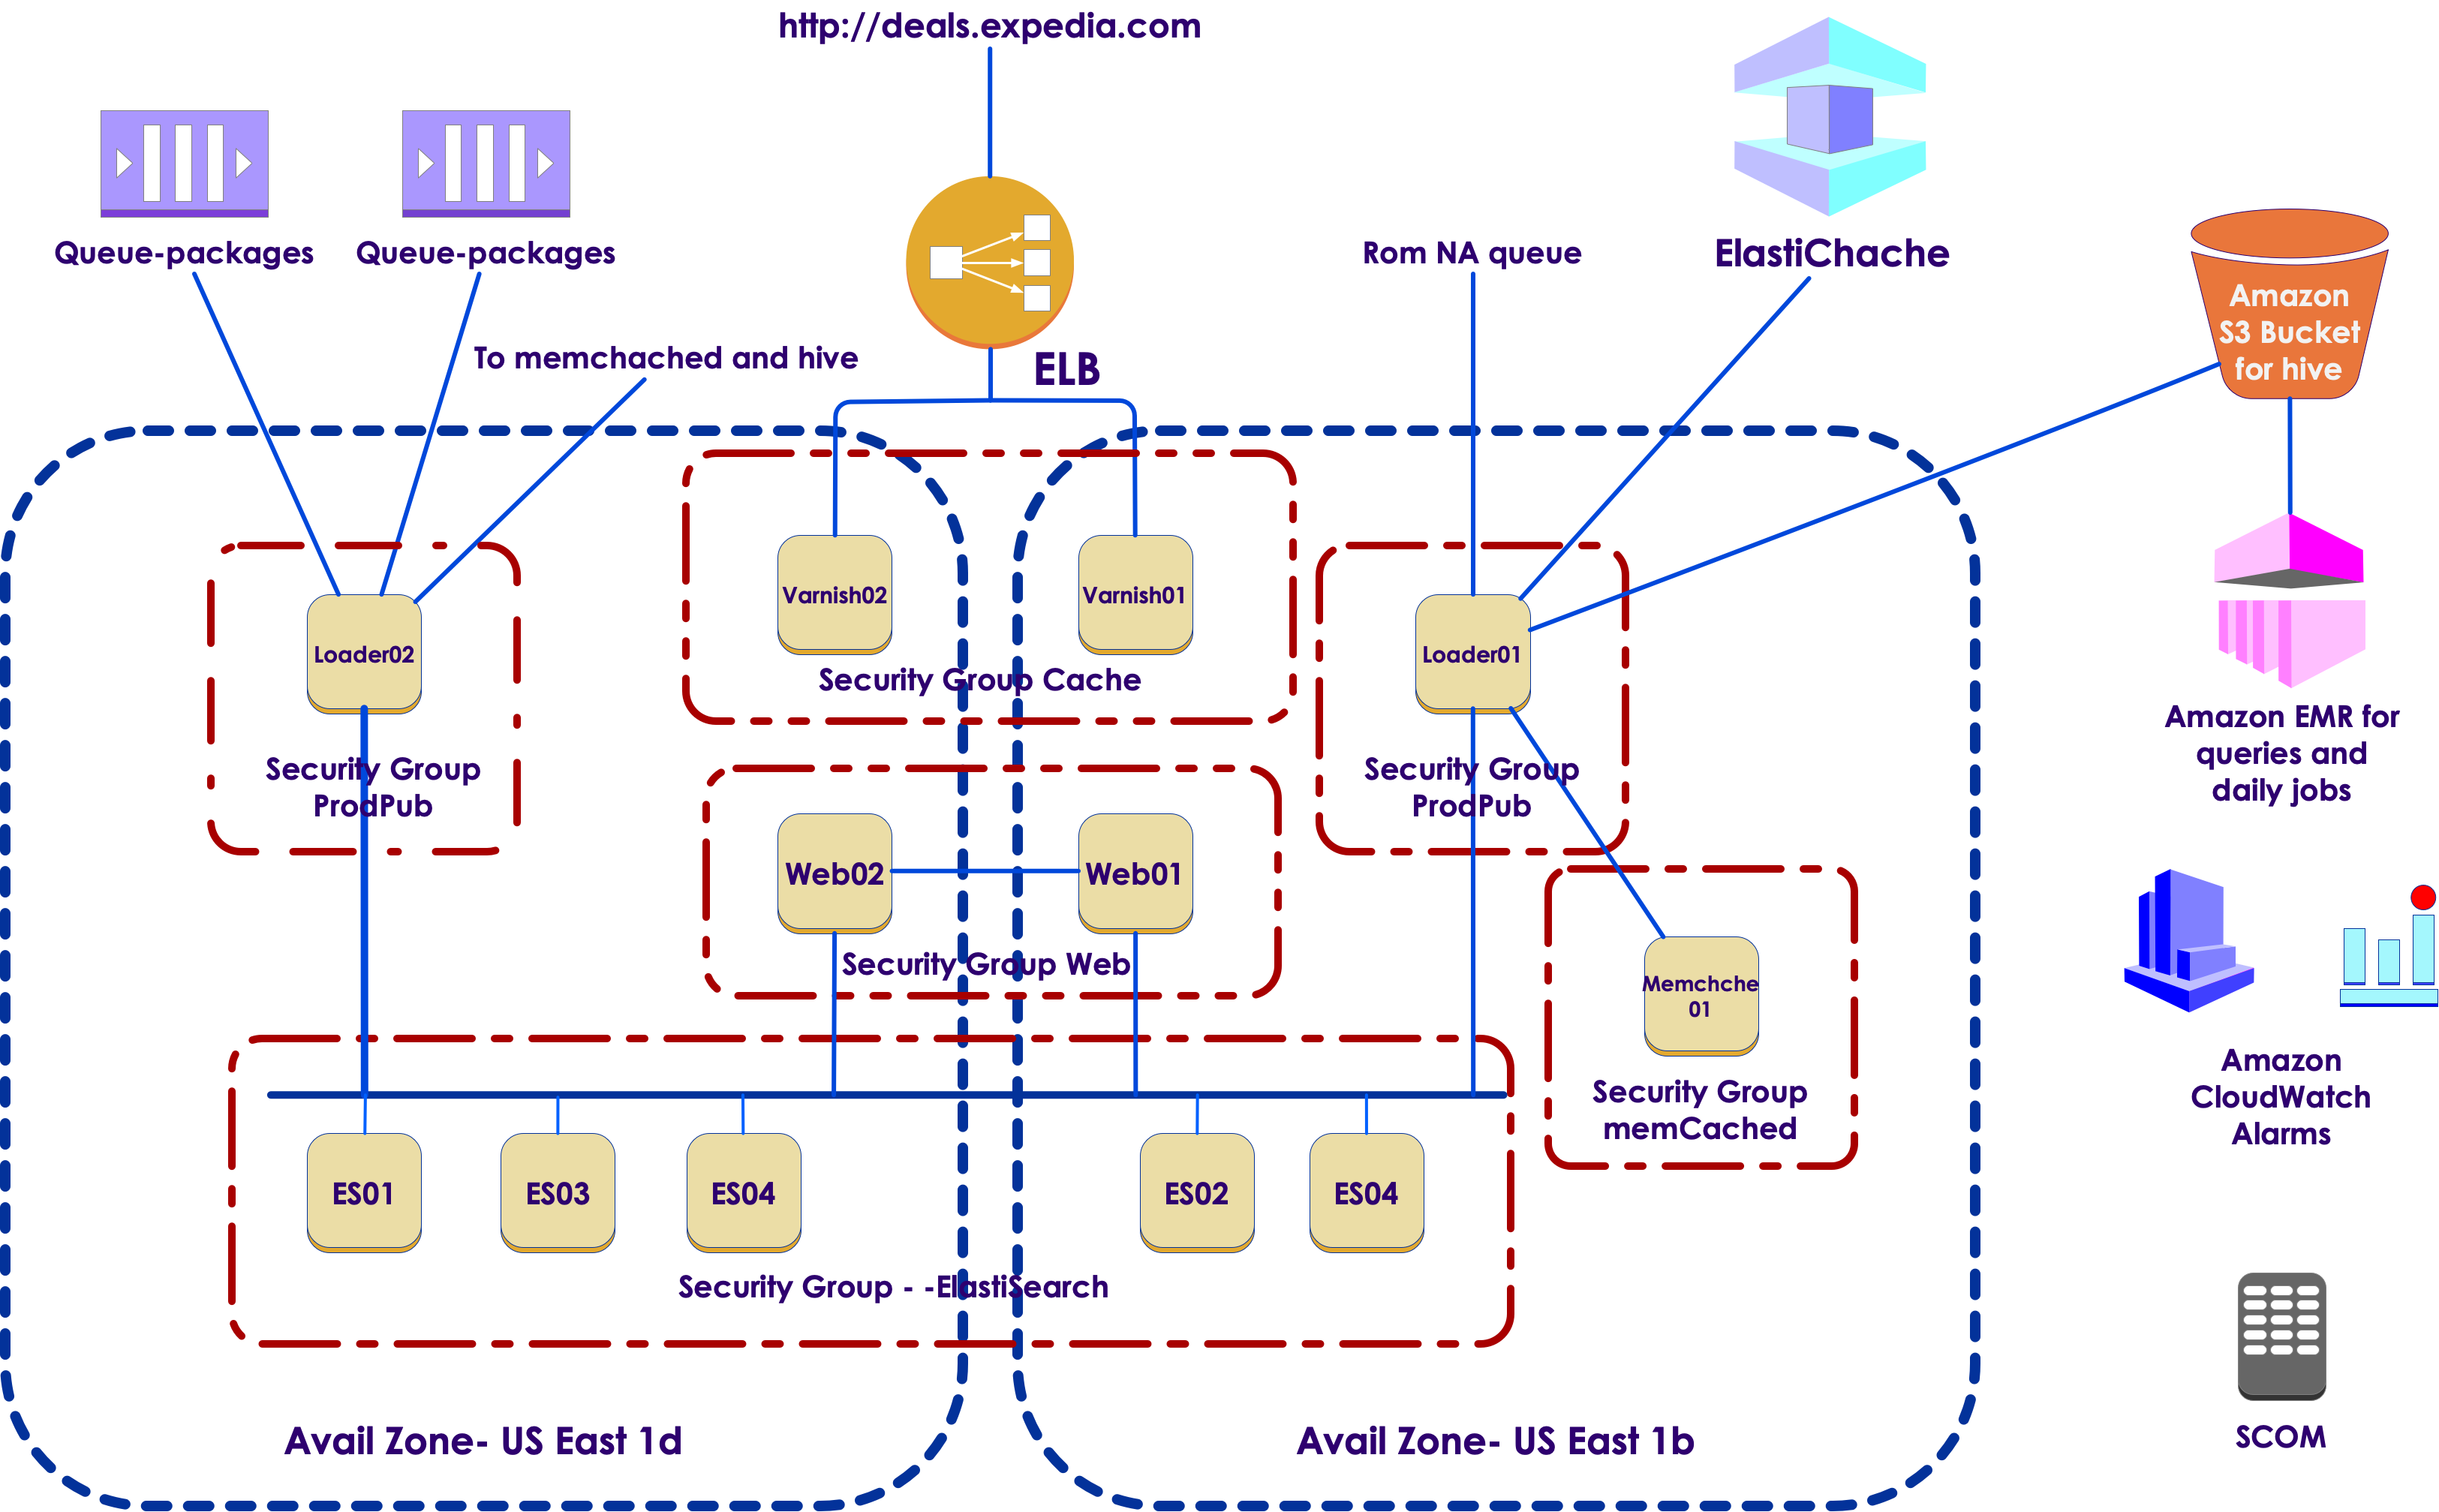 http://deals.expedia.com
Queue-packages
Queue-packages
Rom NA queue
ElastiChache
Amazon
S3 Bucket
for hive
To memchached and hive
ELB
Varnish02
Varnish01
Loader02
Loader01
Security Group Cache
Security Group
ProdPub
Security Group
ProdPub
Amazon EMR for
queries and
daily jobs
Web02
Web01
Security Group Web
Memchche
01
Security Group
memCached
Amazon
CloudWatch
Alarms
ES01
ES03
ES04
ES02
ES04
Security Group - -ElastiSearch
Avail Zone- US East 1d
Avail Zone- US East 1b
SCOM